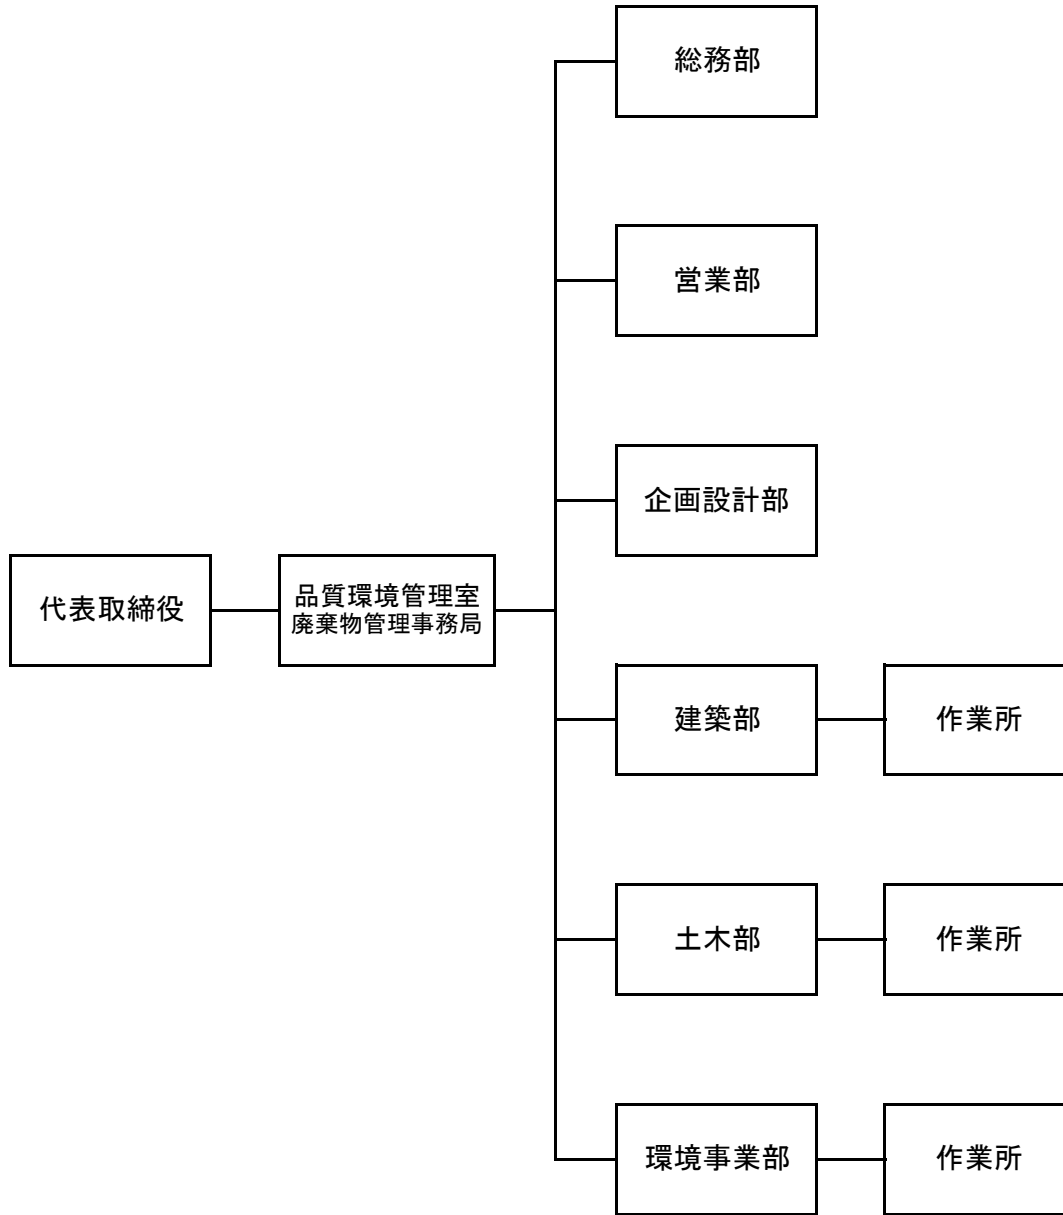 総務部
営業部
企画設計部
代表取締役
品質環境管理室
廃棄物管理事務局
建築部
作業所
土木部
作業所
環境事業部
作業所